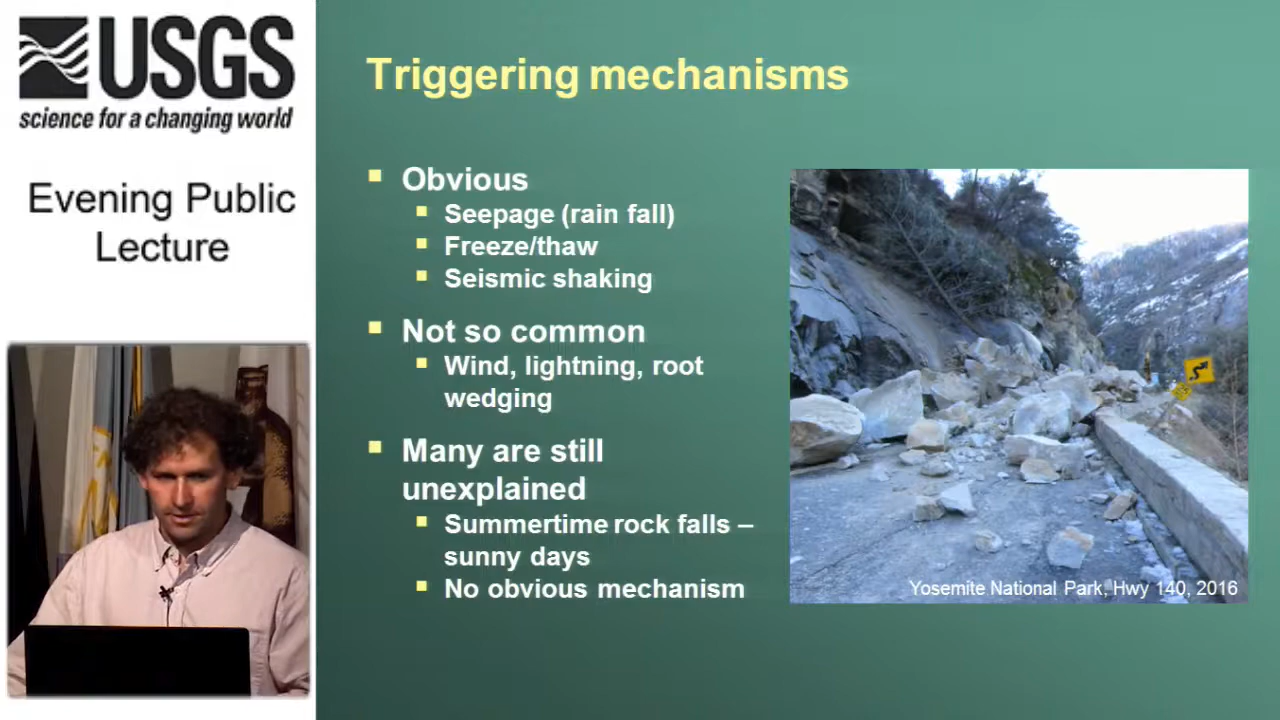 USGS
science for a changing world
Evening Public
Lecture
Triggering mechanisms
Obvious
Seepage (rain fall)
Freeze/thaw
Seismic shaking
Not so common
Wind, lightning, root
wedging
Many are still
unexplained
Summertime rock falls –
sunny days
No obvious mechanism
Yosemite National Park, Hwy 140, 2016